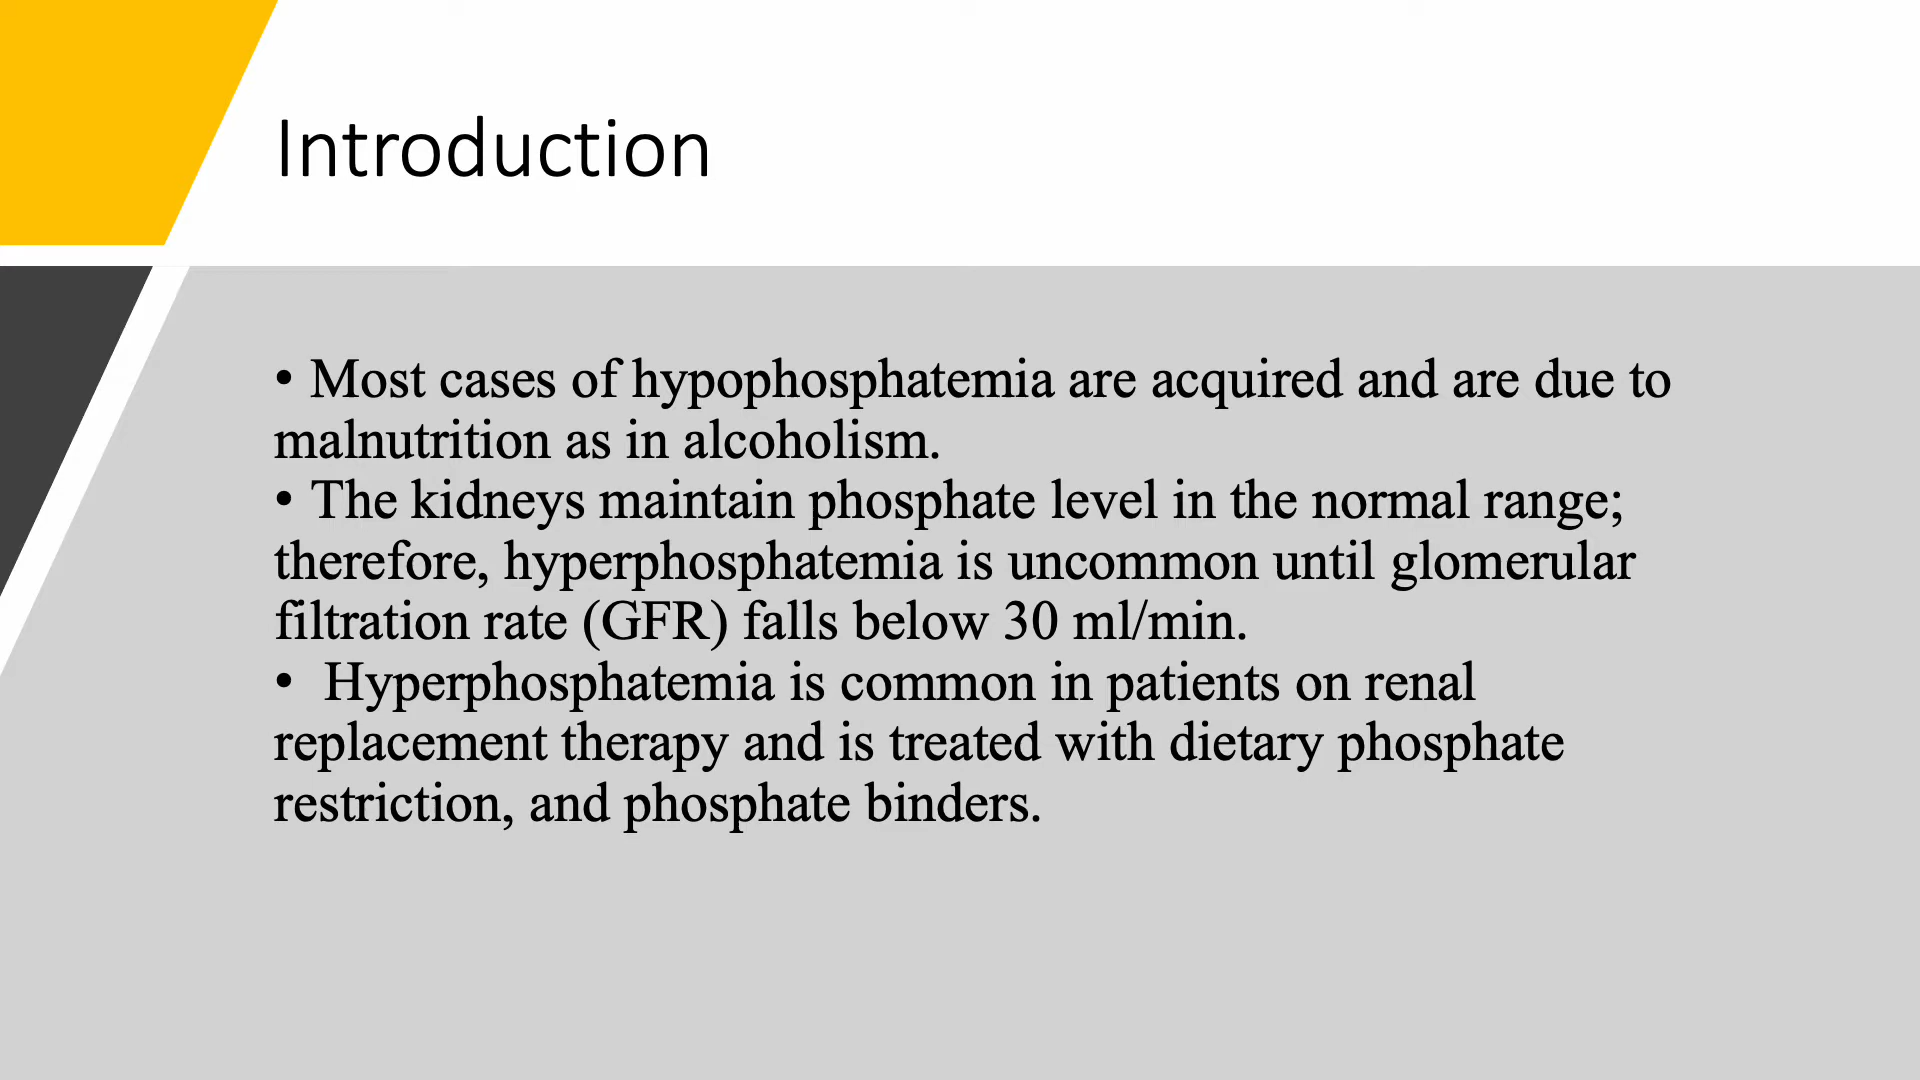 Introduction
• Most cases of hypophosphatemia are acquired and are due to
malnutrition as in alcoholism.
• The kidneys maintain phosphate level in the normal range;
therefore, hyperphosphatemia is uncommon until glomerular
filtration rate (GFR) falls below 30 ml/min.
• Hyperphosphatemia is common in patients on renal
replacement therapy and is treated with dietary phosphate
restriction, and phosphate binders.